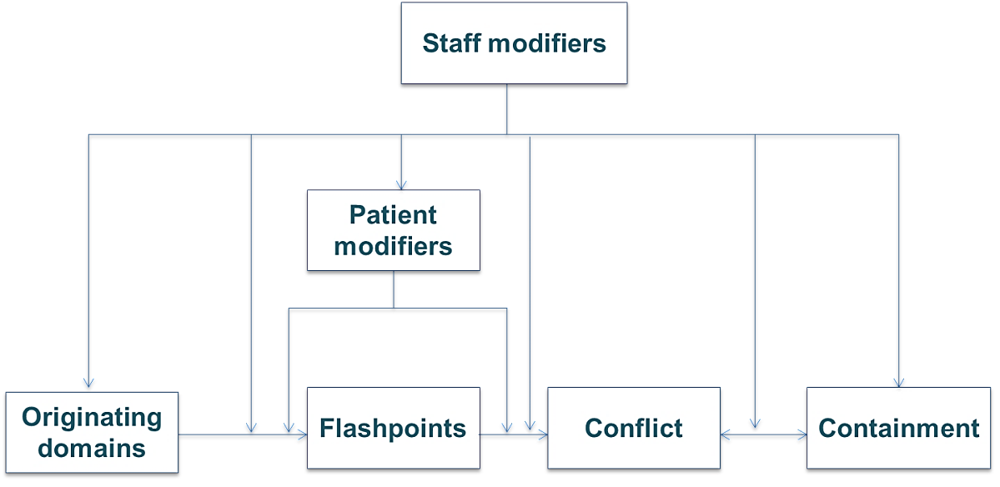 Staff modifiers
Patient
modifiers
Originating
domains
Flashpoints
Conflict
Containment